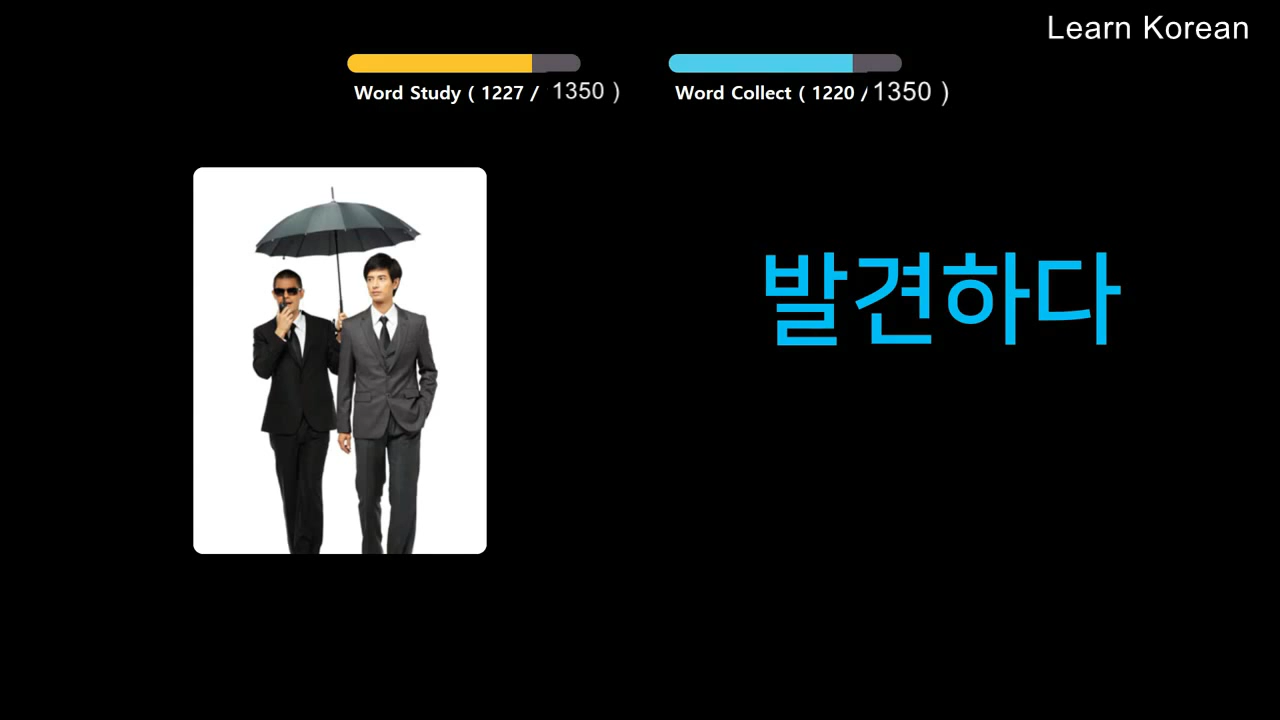 Learn Korean
Word Study ( 1227 / 1350 )
Word Collect ( 1220 / 1350 )
발견하다